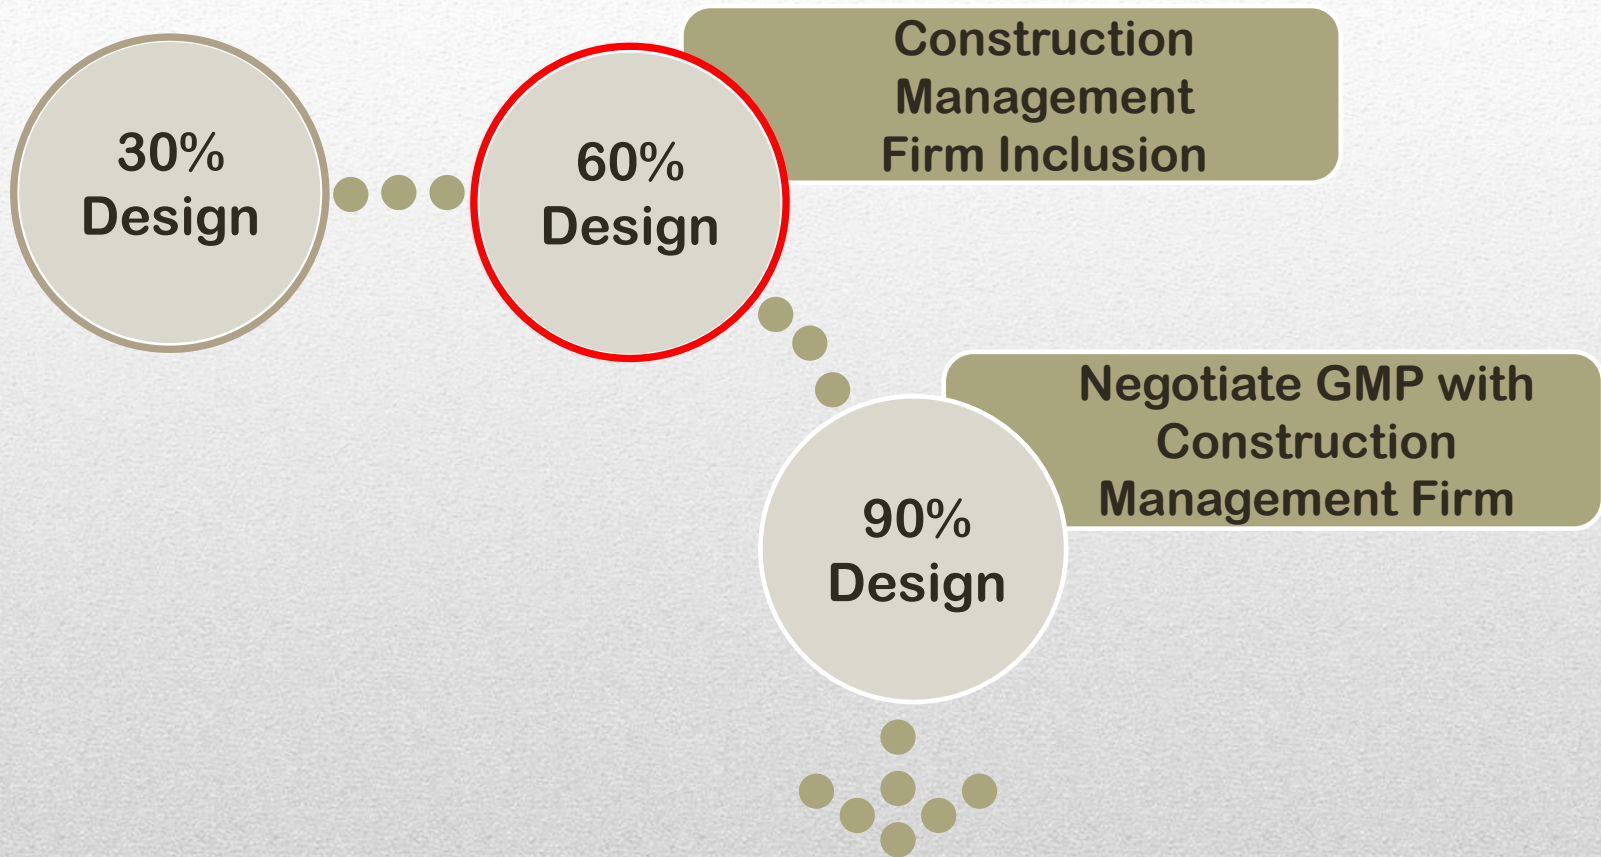 30%
Design
60%
Design
Construction
Management
Firm Inclusion
Negotiate GMP with
Construction
Management Firm
90%
Design